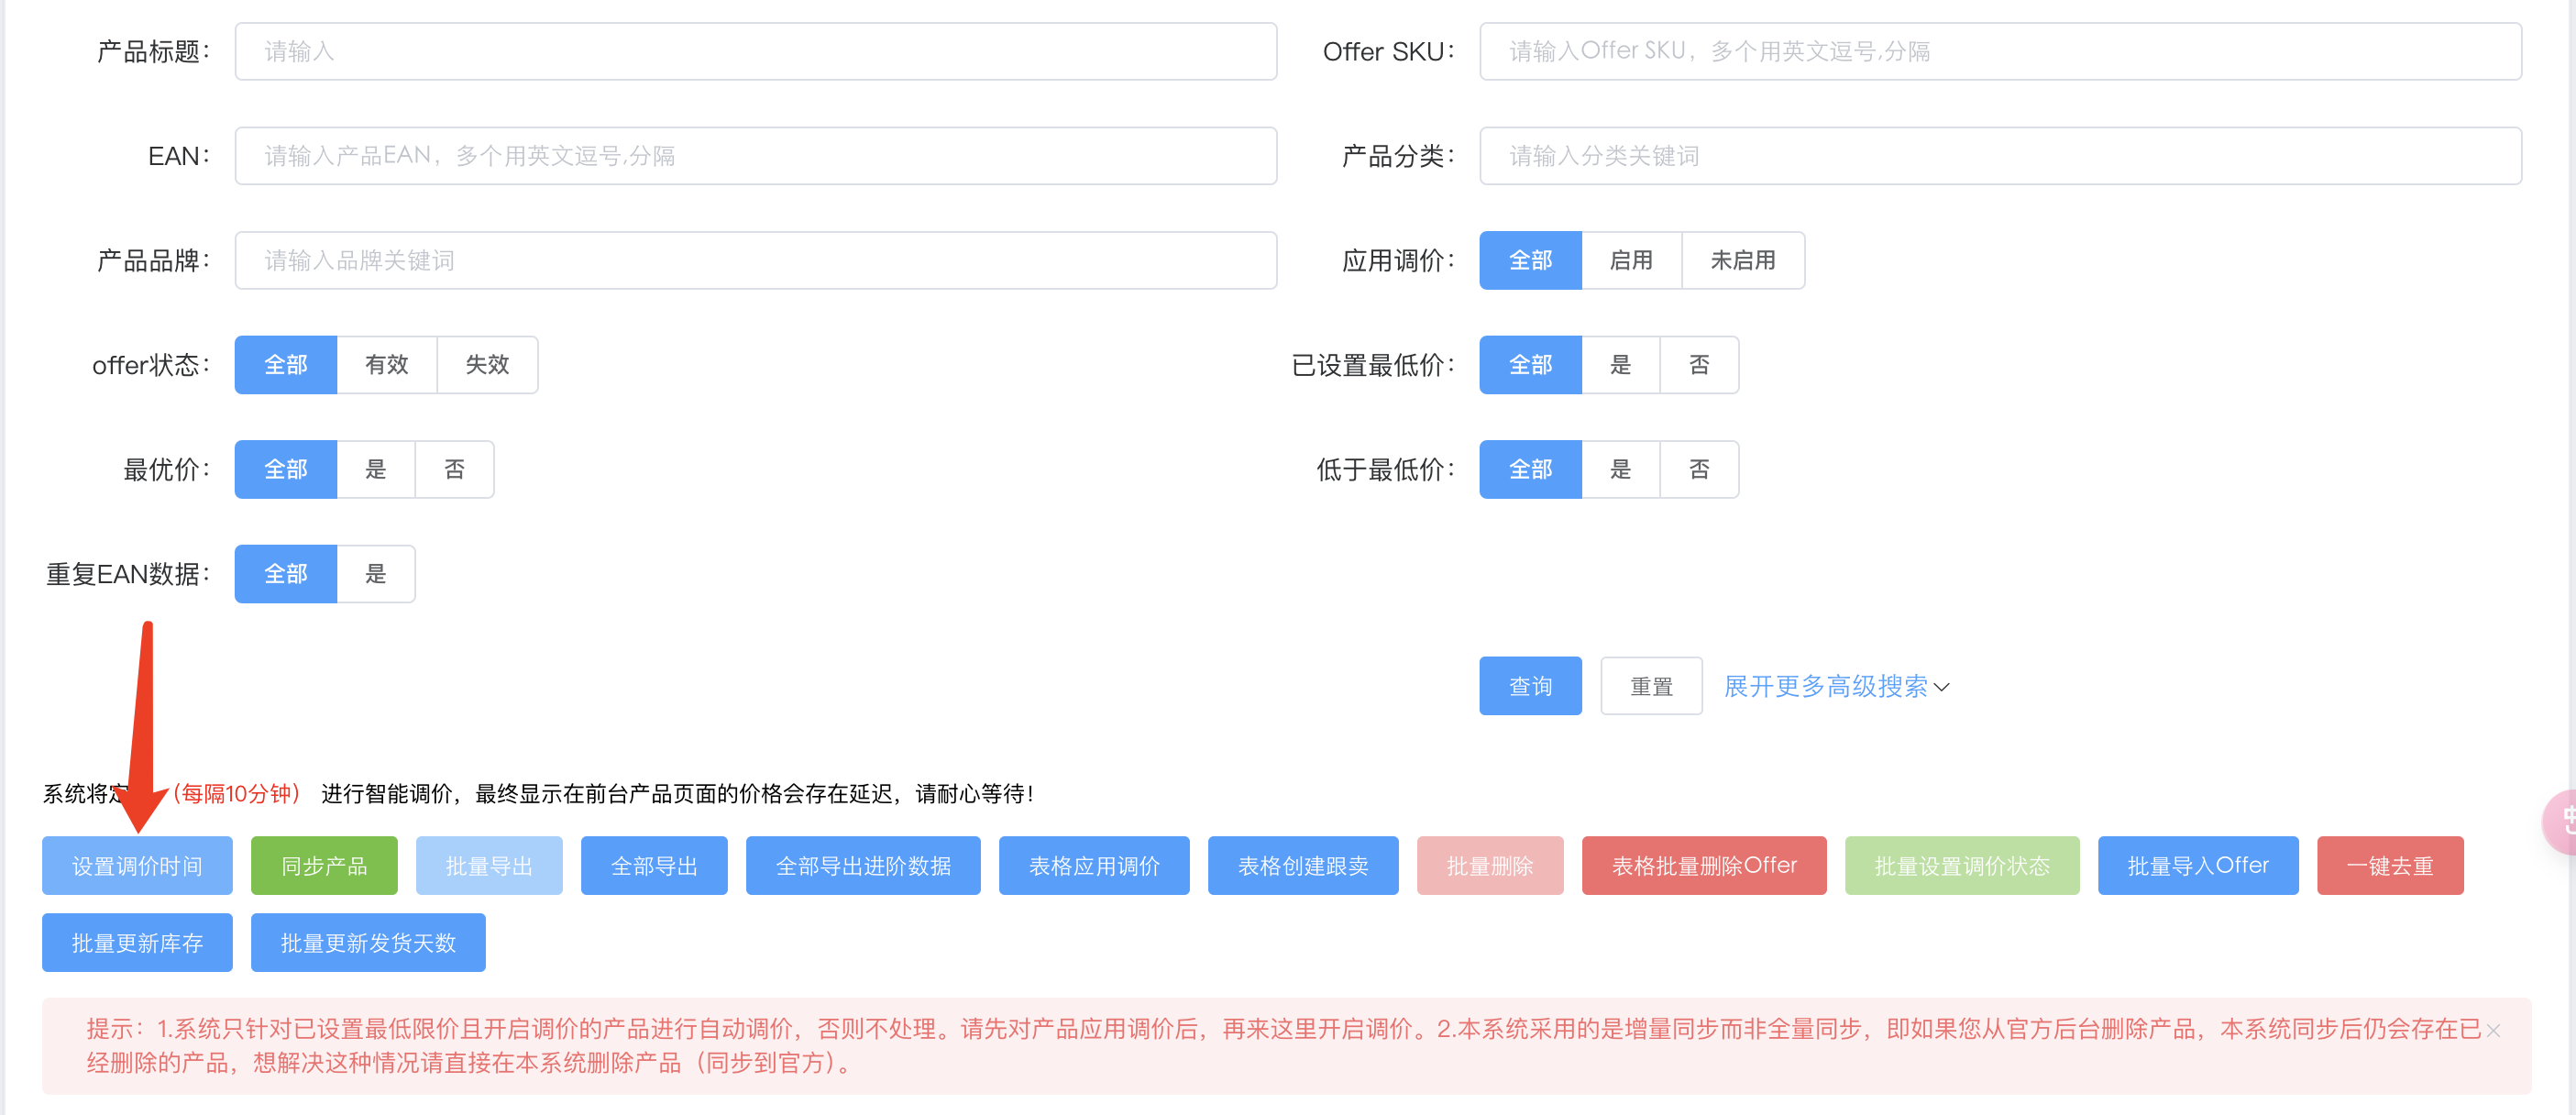 产品标题： 请输入 Offer SKU： 请输入Offer SKU，多个用英文逗号,分隔
EAN： 请输入产品EAN，多个用英文逗号,分隔 产品分类： 请输入分类关键词
产品品牌： 请输入品牌关键词 应用调价： 全部 启用 未启用
offer状态： 全部 有效 失效 已设置最低价： 全部 是 否
最优价： 全部 是 否 低于最低价： 全部 是 否
重复EAN数据： 全部 是
查询 重置 展开更多高级搜索
系统将定 （每隔10分钟） 进行智能调价，最终显示在前台产品页面的价格会存在延迟，请耐心等待！
设置调价时间 同步产品 批量导出 全部导出 全部导出进阶数据 表格应用调价 表格创建跟卖 批量删除 表格批量删除Offer 批量设置调价状态 批量导入Offer 一键去重
批量更新库存 批量更新发货天数
提示：1.系统只针对已设置最低限价且开启调价的产品进行自动调价，否则不处理。请先对产品应用调价后，再来这里开启调价。2.本系统采用的是增量同步而非全量同步，即如果您从官方后台删除产品，本系统同步后仍会存在已
经删除的产品，想解决这种情况请直接在本系统删除产品（同步到官方）。